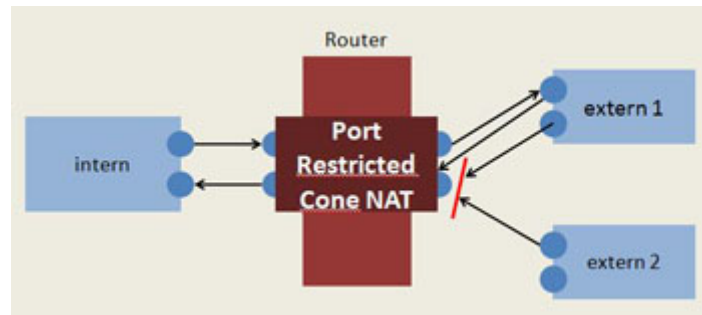 Router
intern
Port
Restricted
Cone NAT
extern 1
extern 2